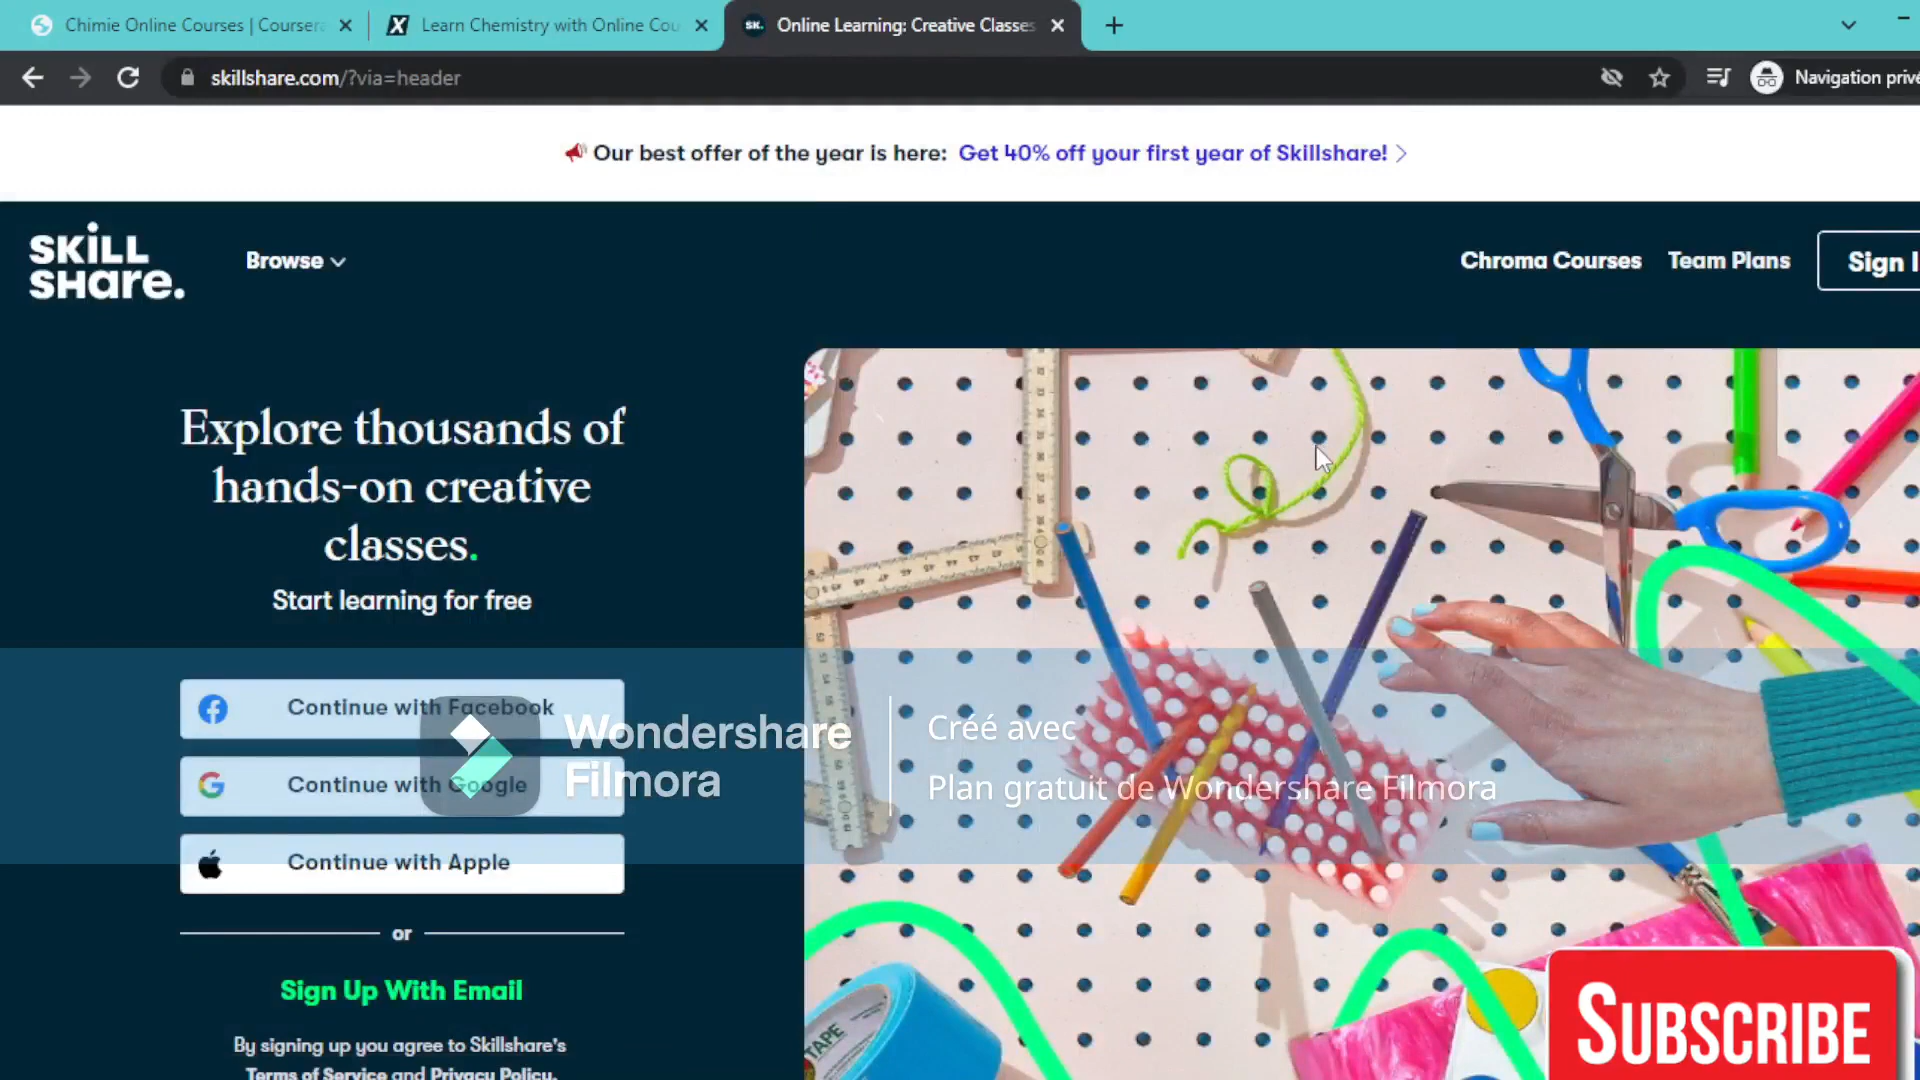 Chimie Online Courses | Coursera
Learn Chemistry with Online Cou
Online Learning: Creative Classes
skillshare.com/?via=header
Navigation privé
Our best offer of the year is here: Get 40% off your first year of Skillshare!
SKILL
SHare.
Browse
Chroma Courses
Team Plans
Sign I
Explore thousands of
hands-on creative
classes.
Start learning for free
Continue with Facebook
Continue with Google
Continue with Apple
Wondershare
Filmora
Créé avec
Plan gratuit de Wondershare Filmora
or
Sign Up With Email
By signing up you agree to Skillshare's
Terms of Service and Privacy Policy.
TAPE
SUBSCRIBE